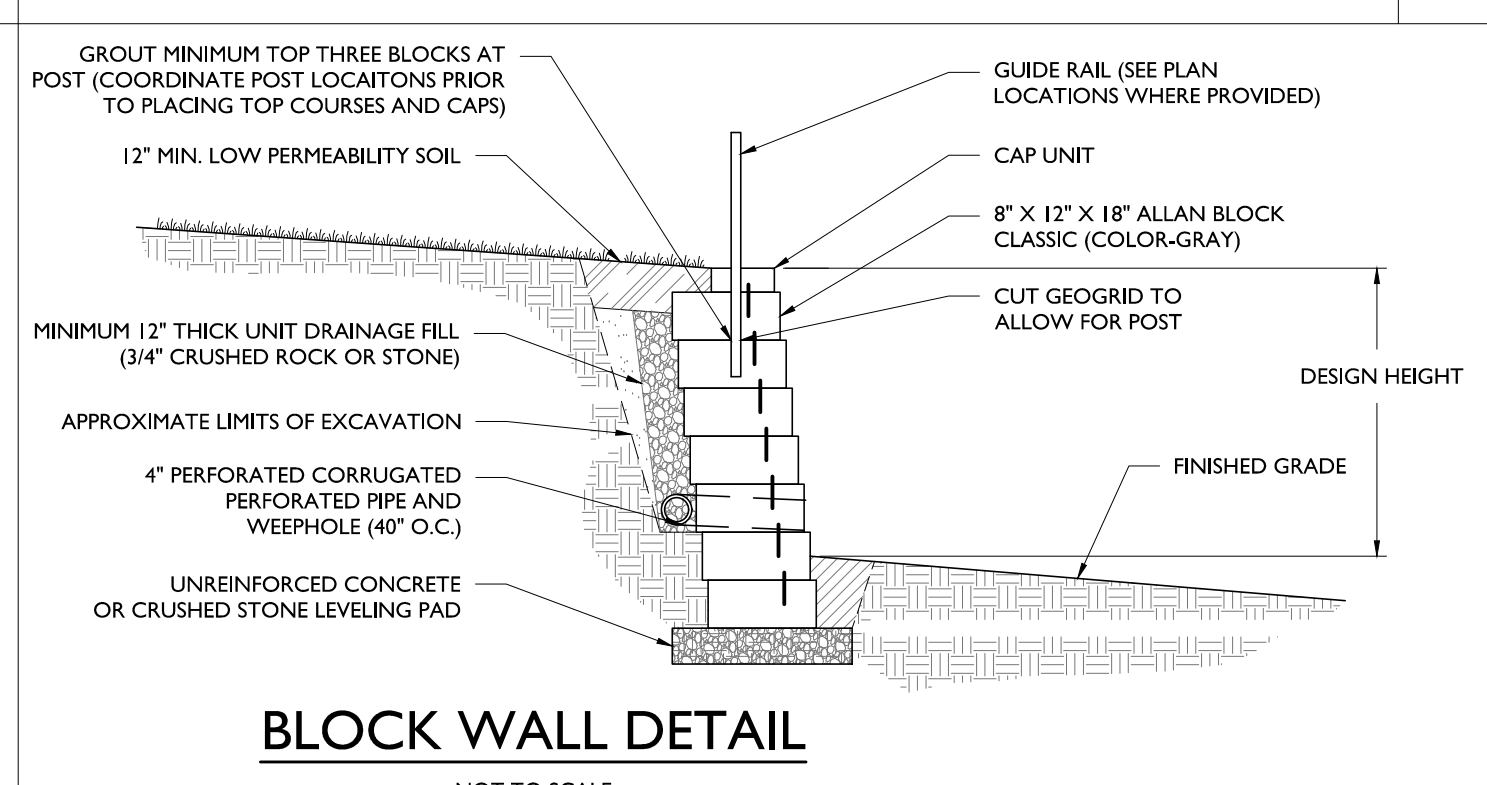 GROUT MINIMUM TOP THREE BLOCKS AT
POST (COORDINATE POST LOCAITONS PRIOR
TO PLACING TOP COURSES AND CAPS)
12" MIN. LOW PERMEABILITY SOIL
MINIMUM 12" THICK UNIT DRAINAGE FILL
(3/4" CRUSHED ROCK OR STONE)
APPROXIMATE LIMITS OF EXCAVATION
4" PERFORATED CORRUGATED
PERFORATED PIPE AND
WEEPHOLE (40" O.C.)
UNREINFORCED CONCRETE
OR CRUSHED STONE LEVELING PAD
GUIDE RAIL (SEE PLAN
LOCATIONS WHERE PROVIDED)
CAP UNIT
8" X 12" X 18" ALLAN BLOCK
CLASSIC (COLOR-GRAY)
CUT GEOGRID TO
ALLOW FOR POST
DESIGN HEIGHT
FINISHED GRADE
BLOCK WALL DETAIL
NOT TO SCALE